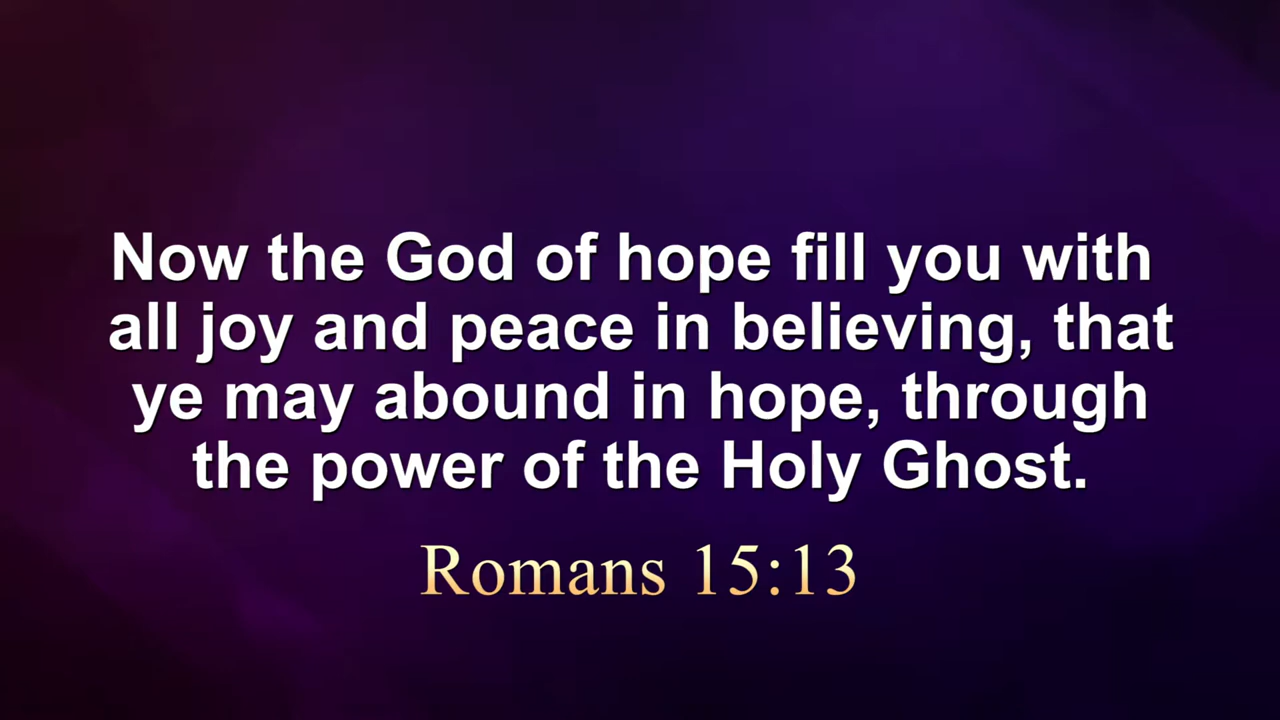 Now the God of hope fill you with
all joy and peace in believing, that
ye may abound in hope, through
the power of the Holy Ghost.
Romans 15:13